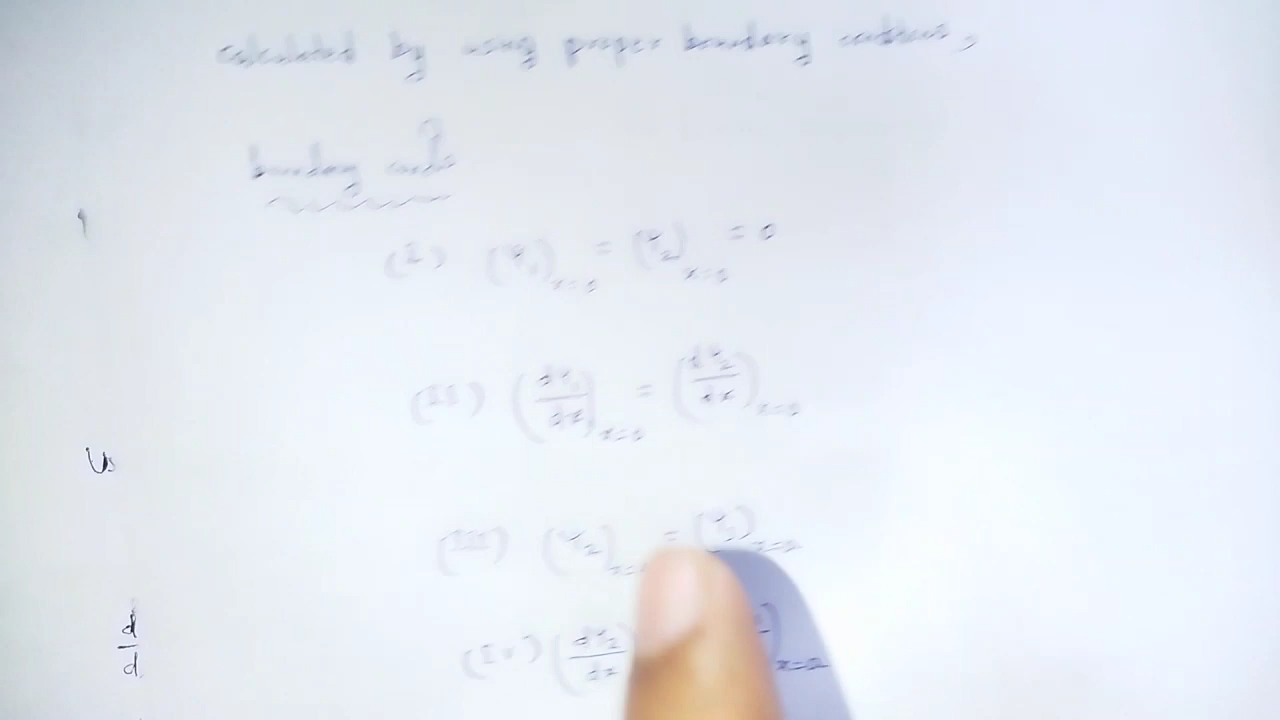 calculated by using proper boundary conditions,
boundary condn
(I) (Ψ₁)ₓ₌₀ = (Ψ₂)ₓ₌₀ = 0
(II) (dΨ₁/dx)ₓ₌₀ = (dΨ₂/dx)ₓ₌₀
(III) (Ψ₂)ₓ₌ = (Ψ₃)ₓ₌ₐ
(IV) (dΨ₂/dx) )ₓ₌ₐ